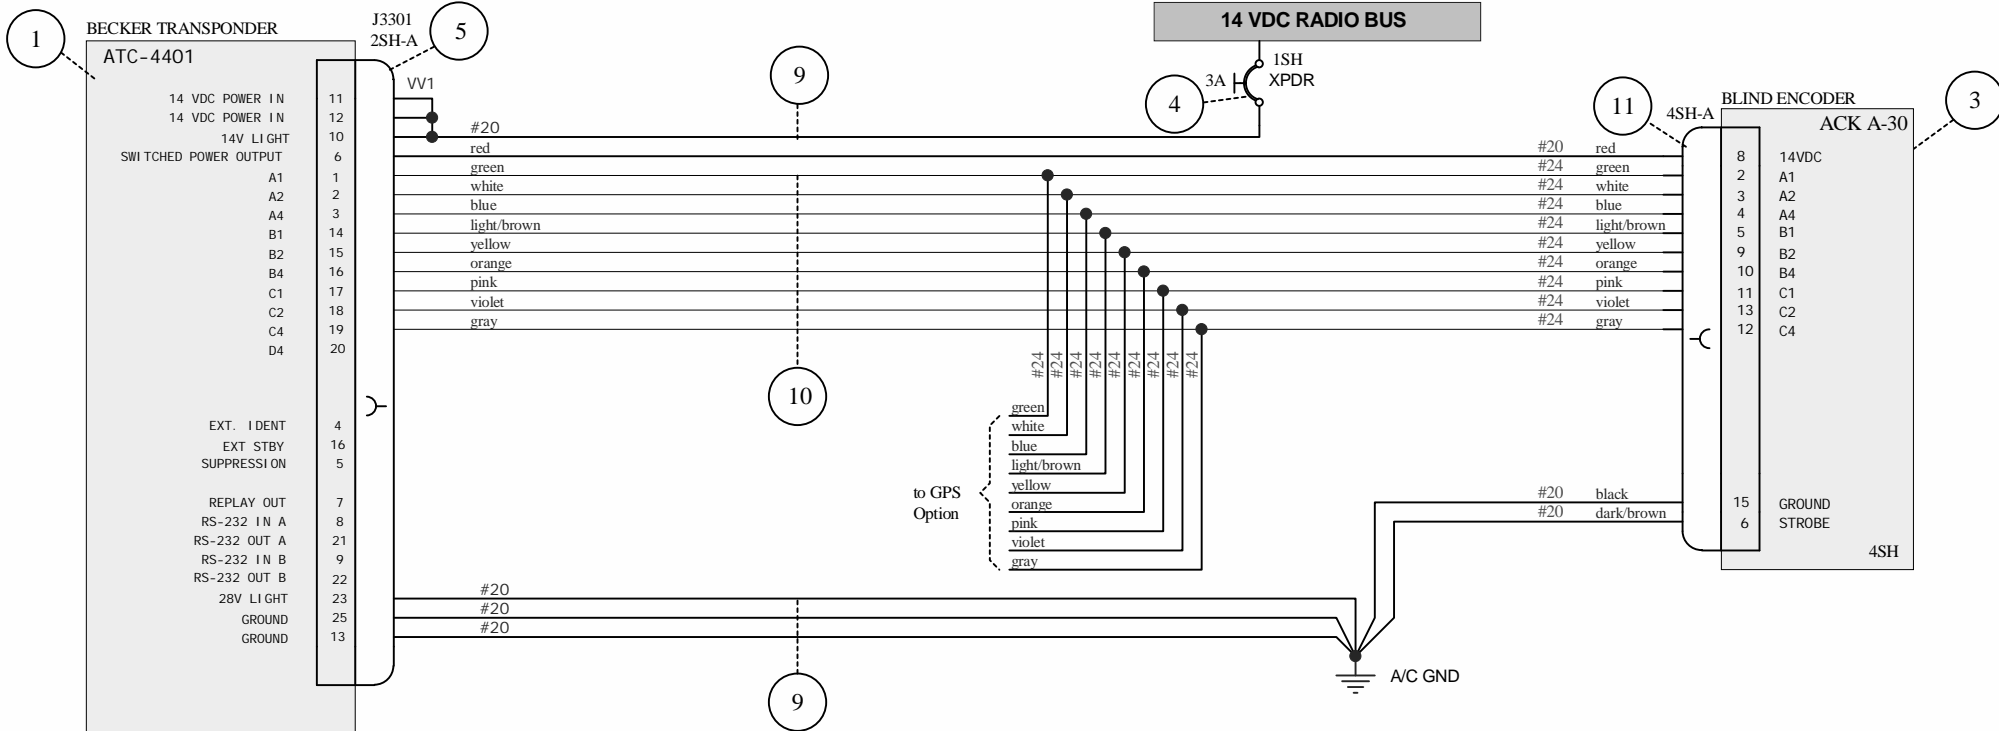 BECKER TRANSPONDER
J3301
2SH-A
5
1
ATC-4401
VV1
14 VDC POWER IN 11
14 VDC POWER IN 12
14V LIGHT 10
SWITCHED POWER OUTPUT 6
A1 1
A2 2
A4 3
B1 14
B2 15
B4 16
C1 17
C2 18
C4 19
D4 20
EXT. IDENT 4
EXT STBY 16
SUPPRESSION 5
REPLAY OUT 7
RS-232 IN A 8
RS-232 OUT A 21
RS-232 IN B 9
RS-232 OUT B 22
28V LIGHT 23
GROUND 25
GROUND 13
9
#20
red
green
white
blue
light/brown
yellow
orange
pink
violet
gray
10
#20
#20
#20
9
14 VDC RADIO BUS
1SH
3A XPDR
4
#24 #24 #24 #24 #24 #24 #24 #24 #24
to GPS
Option
green
white
blue
light/brown
yellow
orange
pink
violet
gray
A/C GND
11
4SH-A
BLIND ENCODER
3
ACK A-30
#20 red 8 14VDC
#24 green 2 A1
#24 white 3 A2
#24 blue 4 A4
#24 light/brown 5 B1
#24 yellow 9 B2
#24 orange 10 B4
#24 pink 11 C1
#24 violet 13 C2
#24 gray 12 C4
#20 black 15 GROUND
#20 dark/brown 6 STROBE
4SH